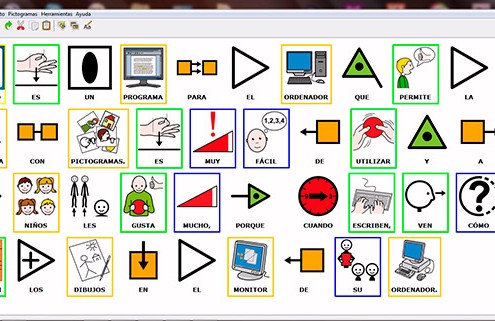 Pictogramas Herramientas Ayuda
ES UN PROGRAMA PARA EL ORDENADOR QUE PERMITE LA
1,2,3,4
A CON PICTOGRAMAS. ES MUY FÁCIL DE UTILIZAR Y A
NIÑOS LES GUSTA MUCHO, PORQUE CUANDO ESCRIBEN, VEN CÓMO
LOS DIBUJOS EN EL MONITOR DE SU ORDENADOR.